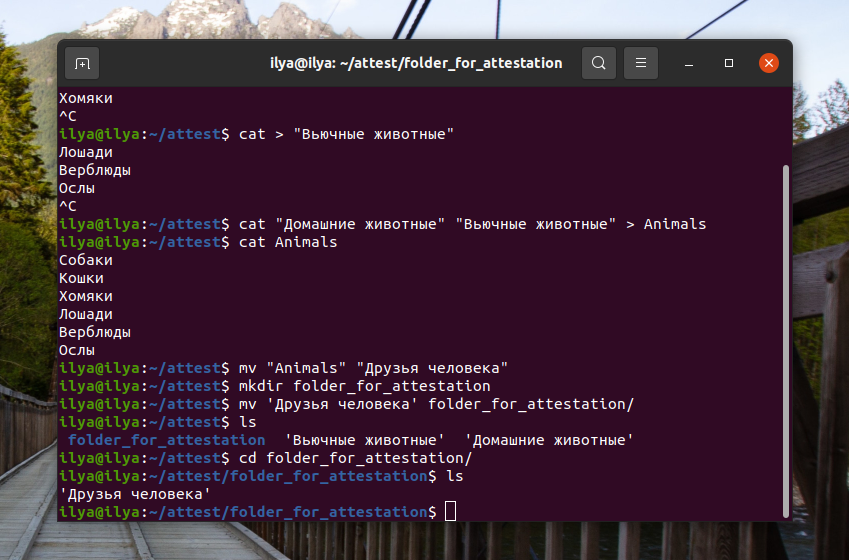 ilya@ilya: ~/attest/folder_for_attestation
Хомяки
^C
ilya@ilya:~/attest$ cat > "Вьючные животные"
Лошади
Верблюды
Ослы
^C
ilya@ilya:~/attest$ cat "Домашние животные" "Вьючные животные" > Animals
ilya@ilya:~/attest$ cat Animals
Собаки
Кошки
Хомяки
Лошади
Верблюды
Ослы
ilya@ilya:~/attest$ mv "Animals" "Друзья человека"
ilya@ilya:~/attest$ mkdir folder_for_attestation
ilya@ilya:~/attest$ mv 'Друзья человека' folder_for_attestation/
ilya@ilya:~/attest$ ls
folder_for_attestation  'Вьючные животные'  'Домашние животные'
ilya@ilya:~/attest$ cd folder_for_attestation/
ilya@ilya:~/attest/folder_for_attestation$ ls
'Друзья человека'
ilya@ilya:~/attest/folder_for_attestation$